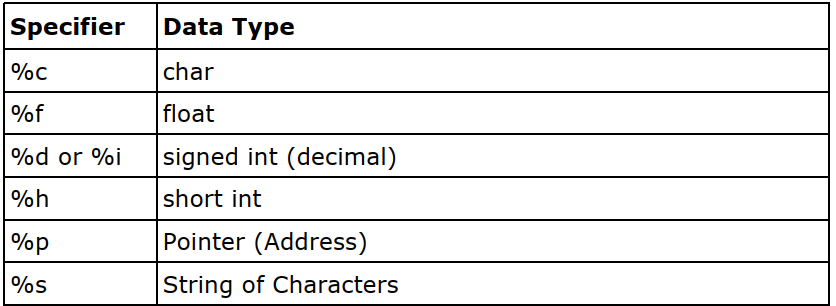 Specifier Data Type
%c char
%f float
%d or %i signed int (decimal)
%h short int
%p Pointer (Address)
%s String of Characters